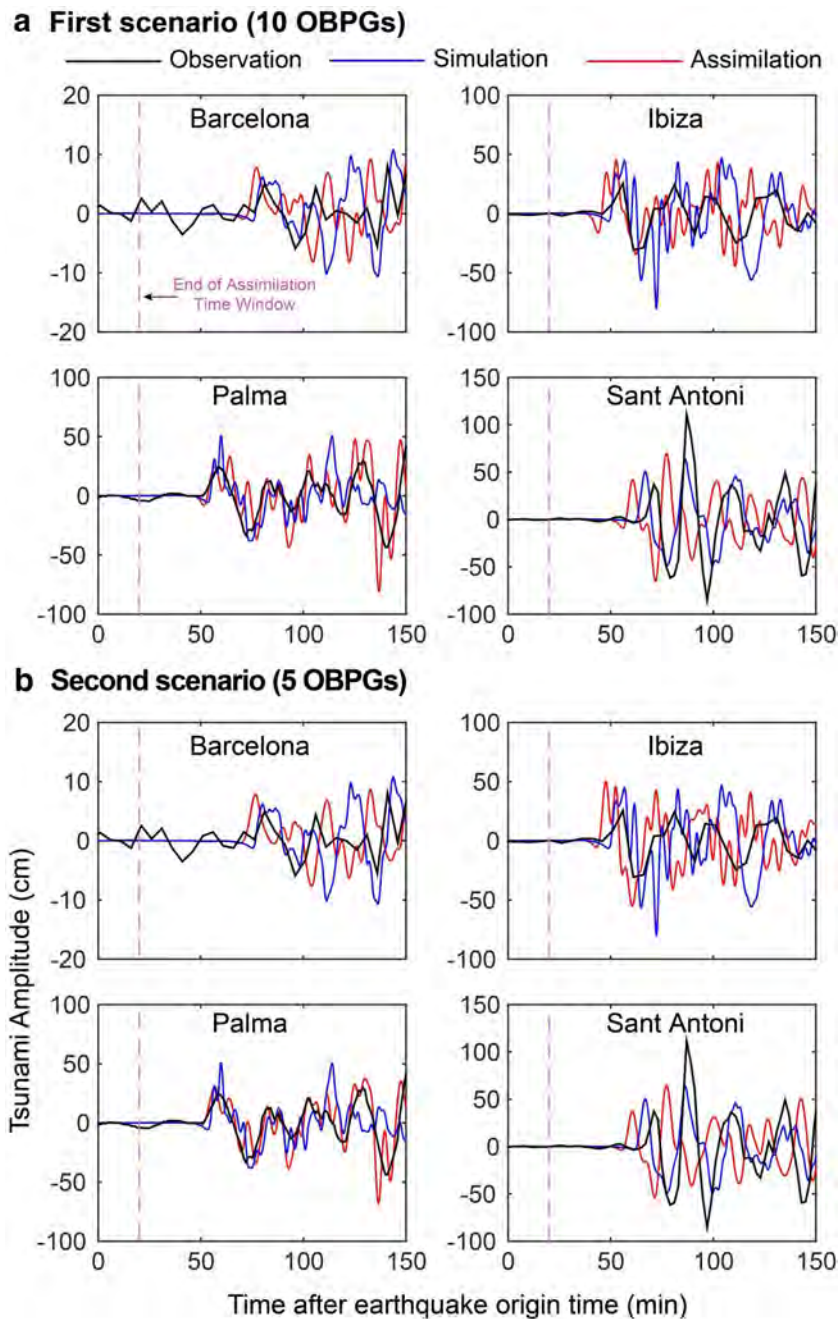 a First scenario (10 OBPGs)
Observation Simulation Assimilation
20
10
0
-10
20
Barcelona
End of Assimilation
Time Window
100
50
0
-50
-100
Ibiza
100
50
0
-50
-100
Palma
0 50 100 150
150
100
50
0
-50
-100
Sant Antoni
0 50 100 150
b Second scenario (5 OBPGs)
20
10
0
-10
20
Barcelona
100
50
0
-50
-100
Ibiza
100
50
0
-50
-100
Palma
0 50 100 150
150
100
50
0
-50
-100
Sant Antoni
0 50 100 150
Tsunami Amplitude (cm)
Time after earthquake origin time (min)